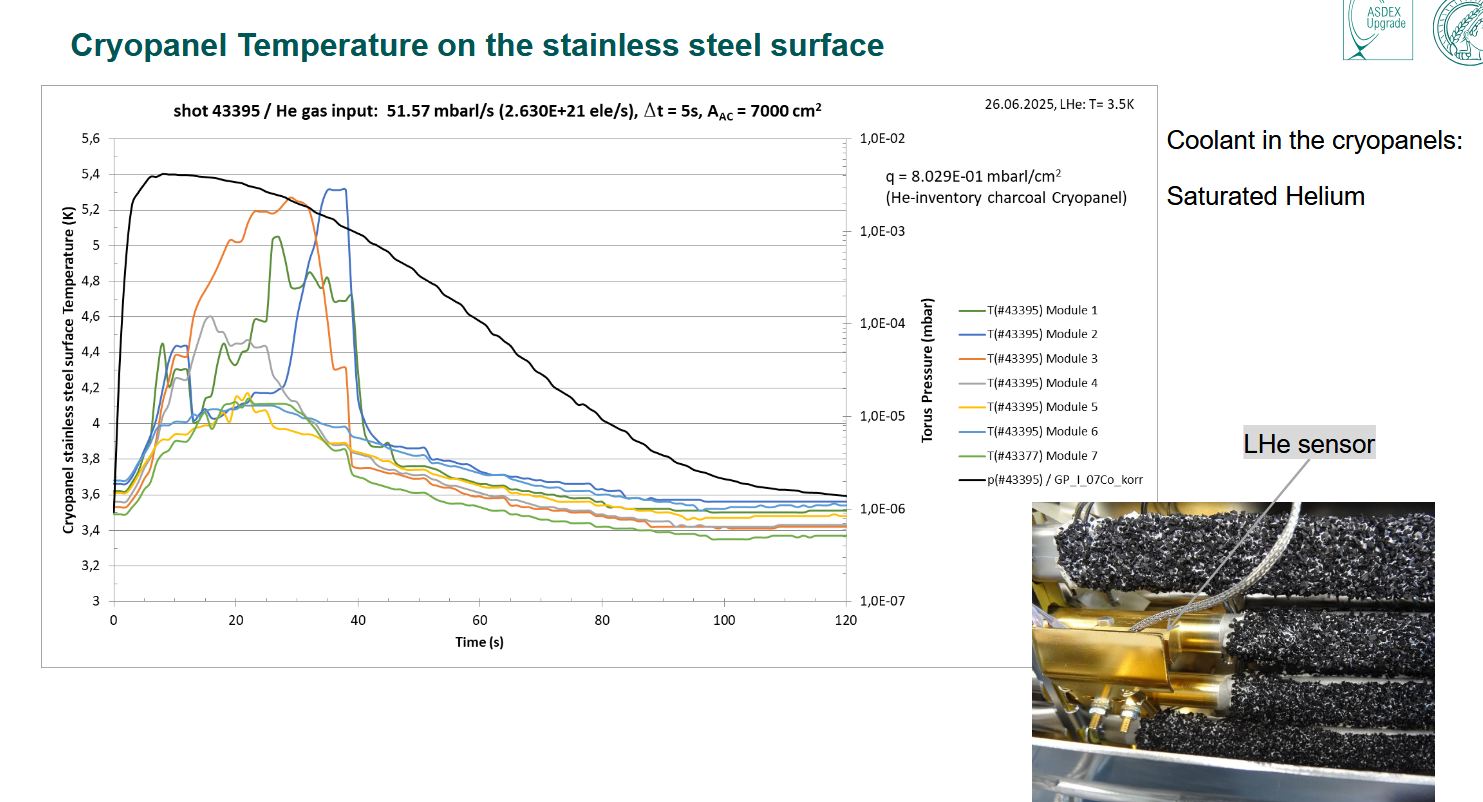 Cryopanel Temperature on the stainless steel surface
ASDEX
Upgrade
shot 43395 / He gas input: 51.57 mbarl/s (2.630E+21 ele/s), Δt = 5s, A_AC = 7000 cm²
26.06.2025, LHe: T= 3.5K
q = 8.029E-01 mbarl/cm²
(He-inventory charcoal Cryopanel)
Coolant in the cryopanels:
Saturated Helium
Cryopanel stainless steel surface Temperature (K)
5,6
5,4
5,2
5
4,8
4,6
4,4
4,2
4
3,8
3,6
3,4
3,2
3
0
20
40
60
80
100
120
Time (s)
1,0E-02
1,0E-03
1,0E-04
1,0E-05
1,0E-06
1,0E-07
Torus Pressure (mbar)
T(#43395) Module 1
T(#43395) Module 2
T(#43395) Module 3
T(#43395) Module 4
T(#43395) Module 5
T(#43395) Module 6
T(#43377) Module 7
p(#43395) / GP_I_07Co_korr
LHe sensor